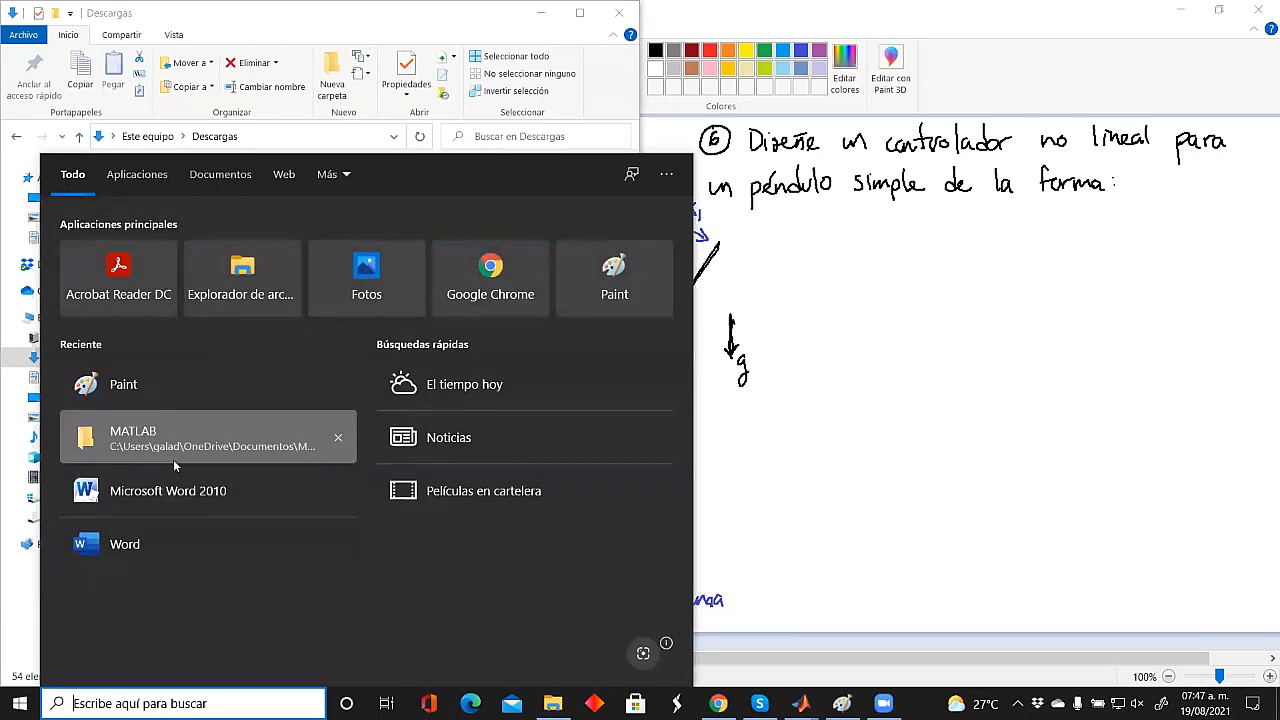 Descargas
Archivo Inicio Compartir Vista
Anclar al acceso rápido
Copiar
Pegar
Portapapeles
Mover a
Copiar a
Eliminar
Cambiar nombre
Organizar
Nueva carpeta
Nuevo
Propiedades
Abrir
Seleccionar todo
No seleccionar ninguno
Invertir selección
Seleccionar
Este equipo > Descargas
Buscar en Descargas
Editar colores
Editar con Paint 3D
Colores
6 Diseñe un controlador no lineal para
un péndulo simple de la forma:
g
Todo Aplicaciones Documentos Web Más
Aplicaciones principales
Acrobat Reader DC
Explorador de arc...
Fotos
Google Chrome
Paint
Reciente
Paint
MATLAB
C:\Users\galad\OneDrive\Documentos\M...
Microsoft Word 2010
Word
Búsquedas rápidas
El tiempo hoy
Noticias
Películas en cartelera
54 ele
100%
Escribe aquí para buscar
27°C
07:47 a. m.
19/08/2021